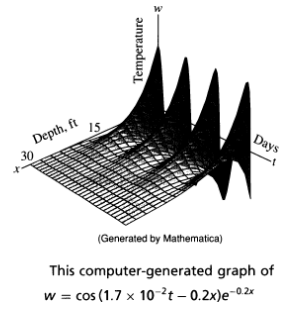 w
Temperature
Depth, ft
15
30
x
Days
t
(Generated by Mathematica)
This computer-generated graph of
w = cos (1.7 × 10⁻²t – 0.2x)e⁻⁰·²ˣ